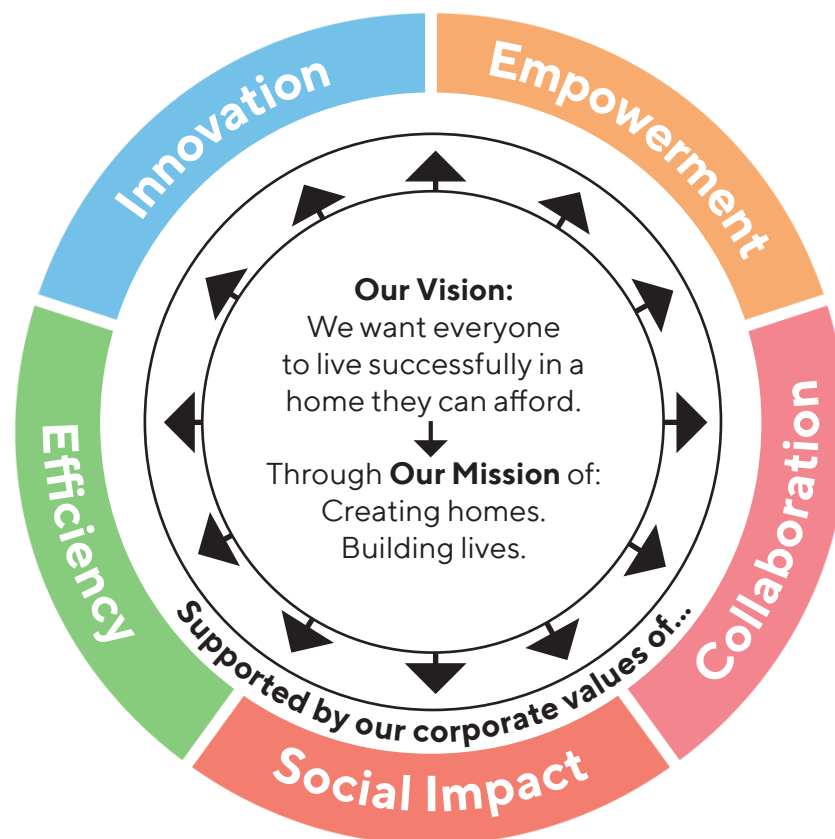 Our Vision:
We want everyone
to live successfully in a
home they can afford.
Through Our Mission of:
Creating homes.
Building lives.
Supported by our corporate values of...
Innovation
Empowerment
Collaboration
Social Impact
Efficiency